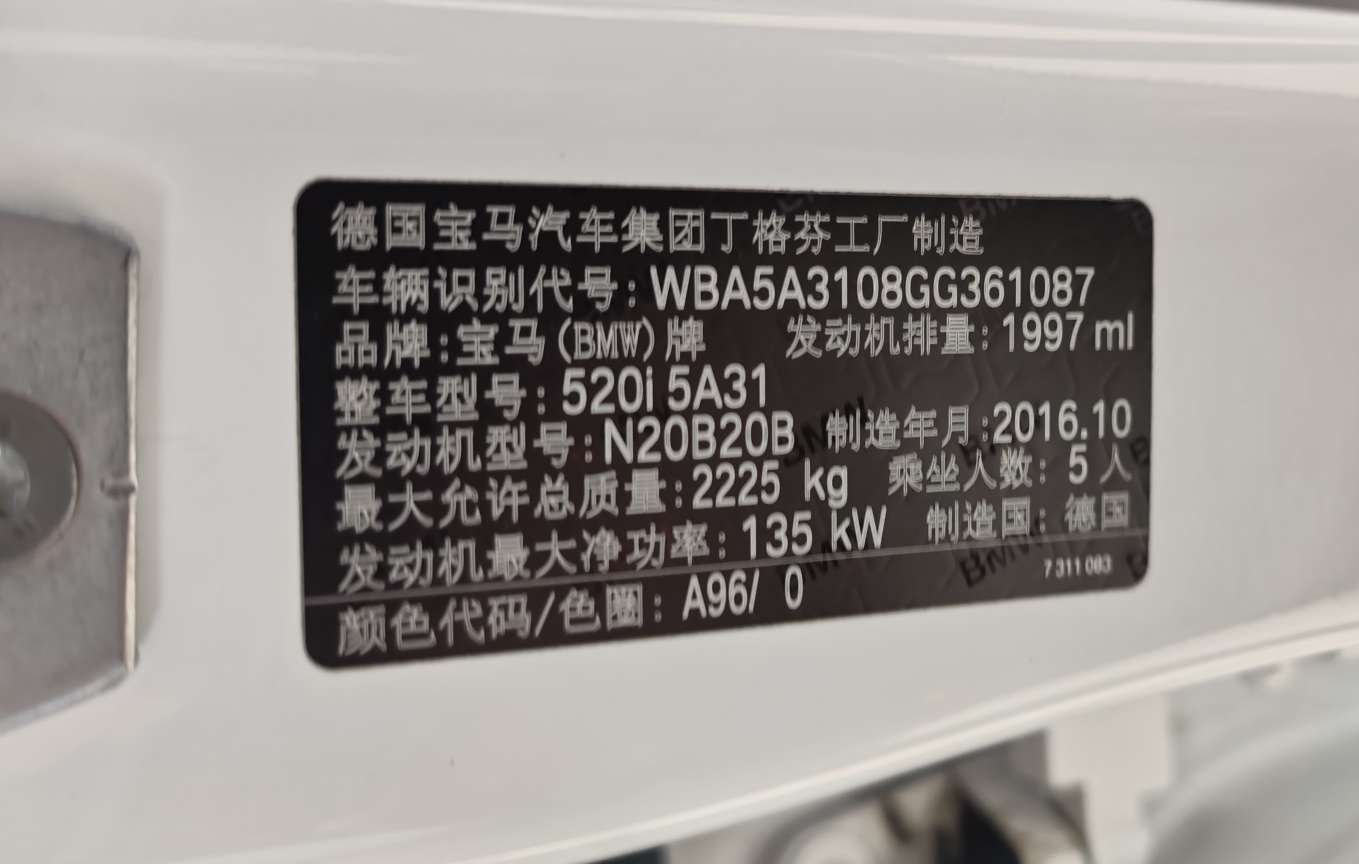 德国宝马汽车集团丁格芬工厂制造
车辆识别代号:WBA5A3108GG361087
品牌:宝马(BMW)牌 发动机排量:1997 ml
整车型号:520i 5A31
发动机型号:N20B20B 制造年月:2016.10
最大允许总质量:2225 kg 乘坐人数:5人
发动机最大净功率:135 kW 制造国:德国
7 311 083
颜色代码/色圈:A96/ 0